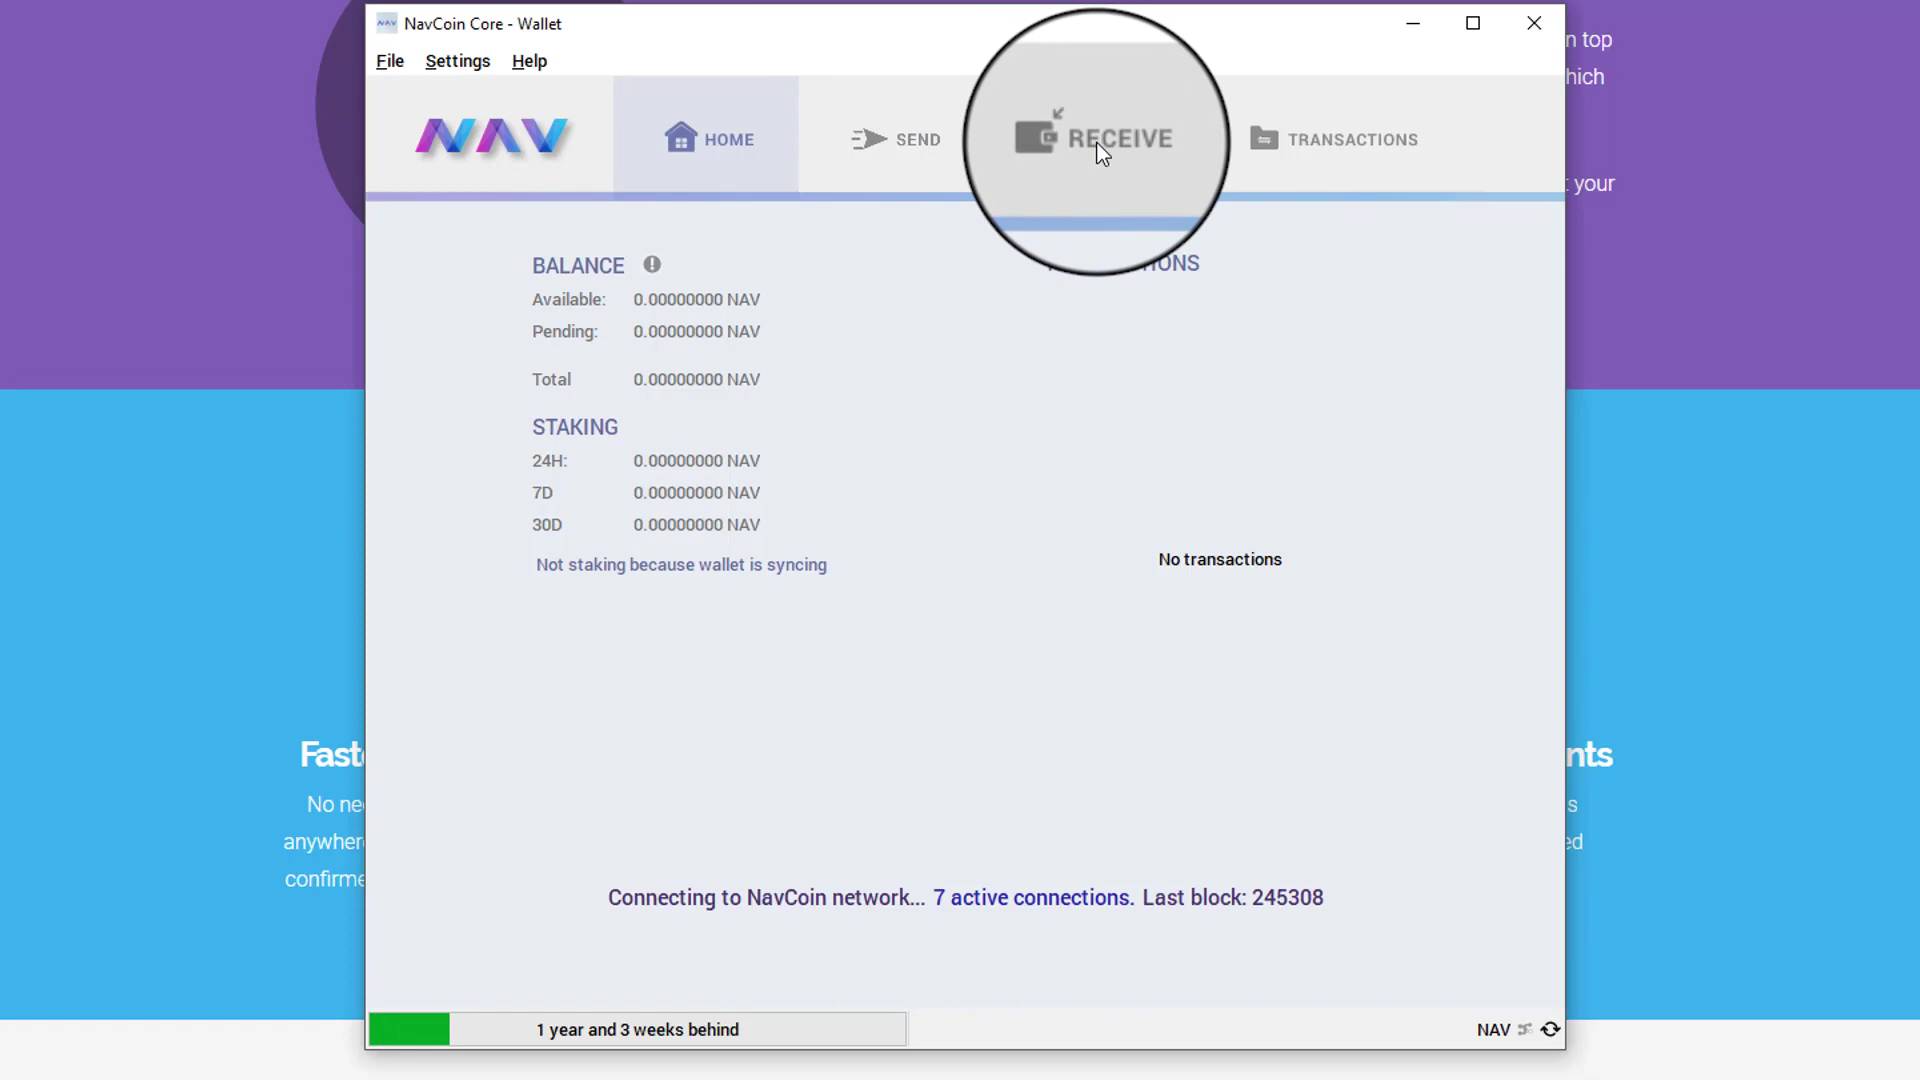 NavCoin Core - Wallet
File Settings Help
NAV HOME SEND RECEIVE TRANSACTIONS
n top
hich
your
BALANCE
Available: 0.00000000 NAV
Pending: 0.00000000 NAV
Total 0.00000000 NAV
STAKING
24H: 0.00000000 NAV
7D 0.00000000 NAV
30D 0.00000000 NAV
Not staking because wallet is syncing
No transactions
Fast
nts
No ne
s
anywher
ed
confirme
Connecting to NavCoin network... 7 active connections. Last block: 245308
1 year and 3 weeks behind
NAV